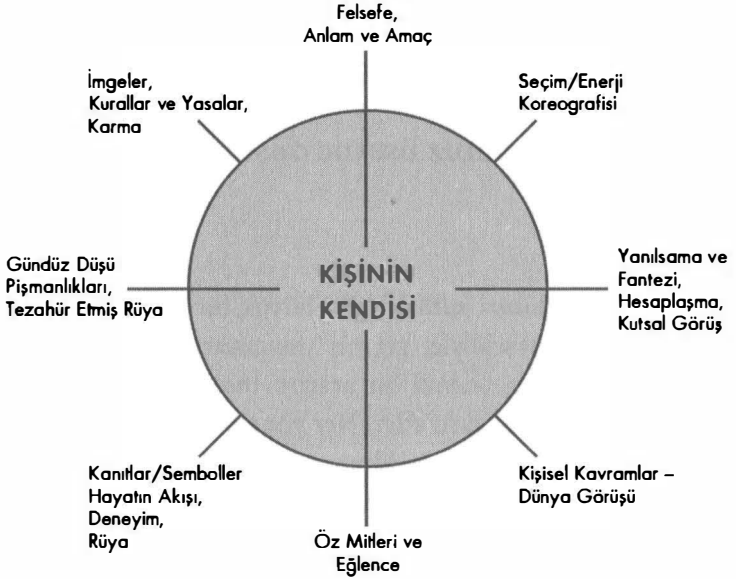 Felsefe,
Anlam ve Amaç
İmgeler,
Kurallar ve Yasalar,
Karma
Seçim/Enerji
Koreografisi
Gündüz Düşü
Pişmanlıkları,
Tezahür Etmiş Rüya
KİŞİNİN
KENDİSİ
Yanılsama ve
Fantezi,
Hesaplaşma,
Kutsal Görüş
Kanıtlar/Semboller
Hayatın Akışı,
Deneyim,
Rüya
Kişisel Kavramlar –
Dünya Görüşü
Öz Mitleri ve
Eğlence